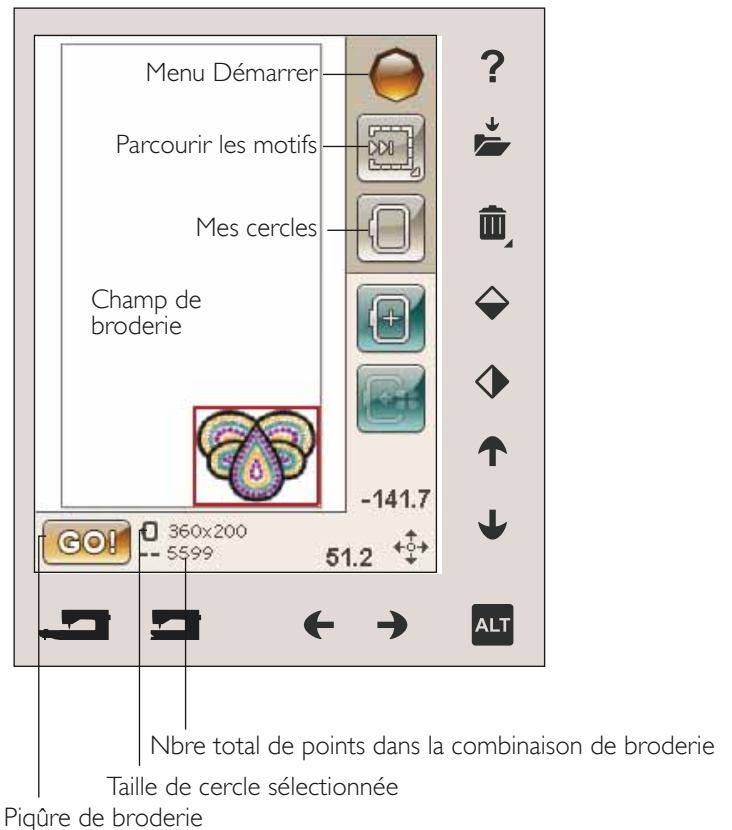 Menu Démarrer
?
Parcourir les motifs
Mes cercles
Champ de
broderie
-141.7
GO!
360x200
5599
51.2
ALT
Nbre total de points dans la combinaison de broderie
Taille de cercle sélectionnée
Piqûre de broderie